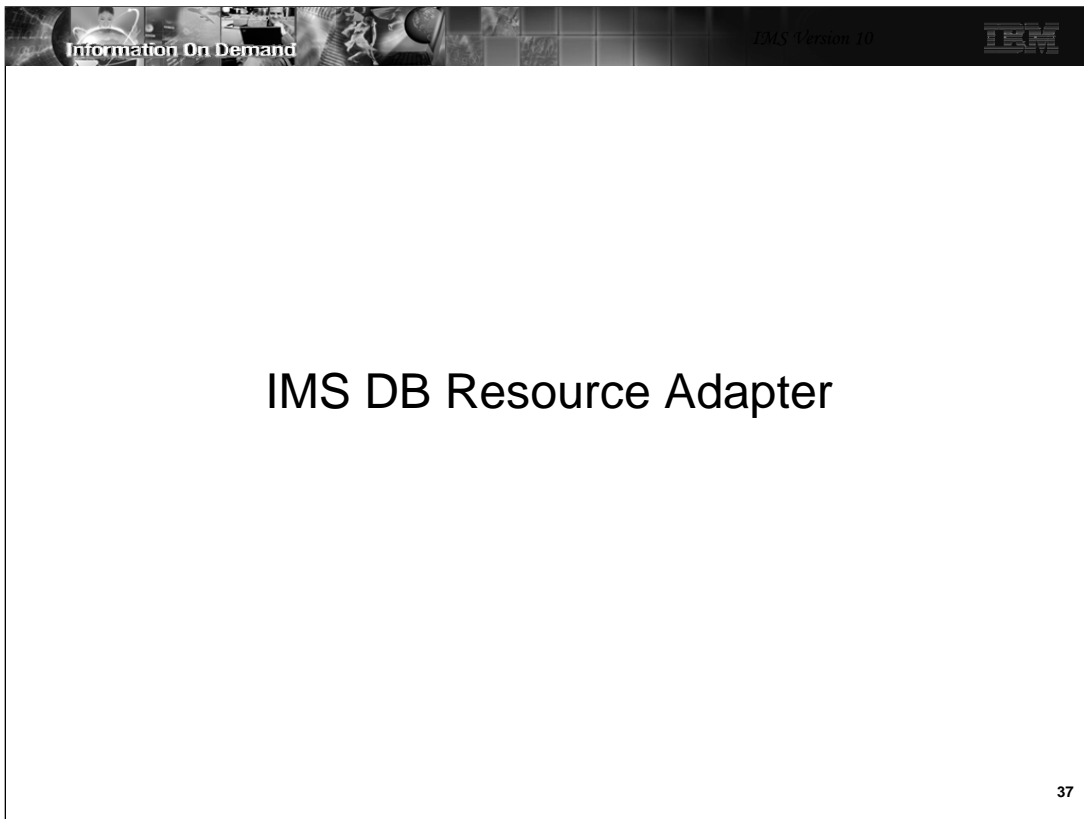 Information On Demand
IMS Version 10
IBM
IMS DB Resource Adapter
37